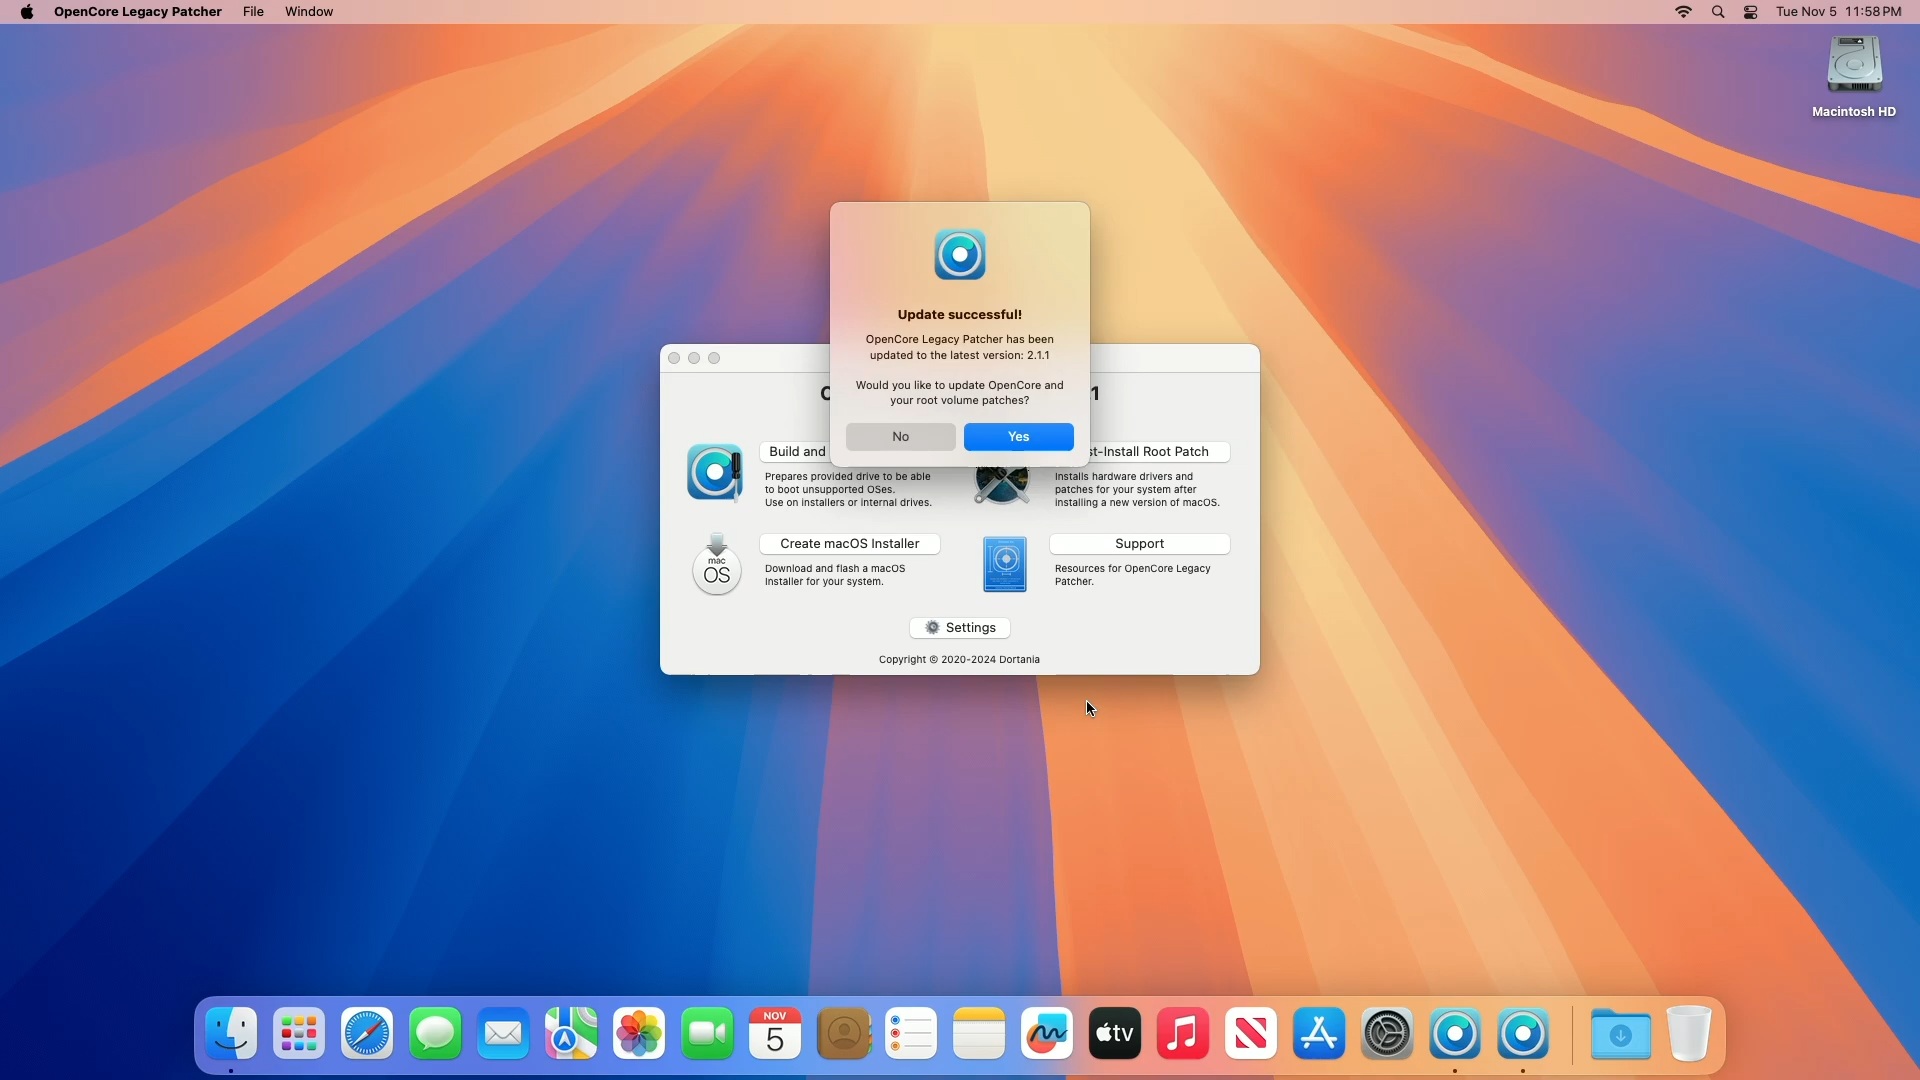 OpenCore Legacy Patcher File Window
Tue Nov 5 11:58 PM
Macintosh HD
Update successful!
OpenCore Legacy Patcher has been
updated to the latest version: 2.1.1
Would you like to update OpenCore and
your root volume patches?
No
Yes
Build and
Prepares provided drive to be able
to boot unsupported OSes.
Use on installers or internal drives.
st-Install Root Patch
Installs hardware drivers and
patches for your system after
installing a new version of macOS.
mac
OS
Create macOS Installer
Download and flash a macOS
Installer for your system.
Support
Resources for OpenCore Legacy
Patcher.
Settings
Copyright © 2020-2024 Dortania
NOV
5
tv